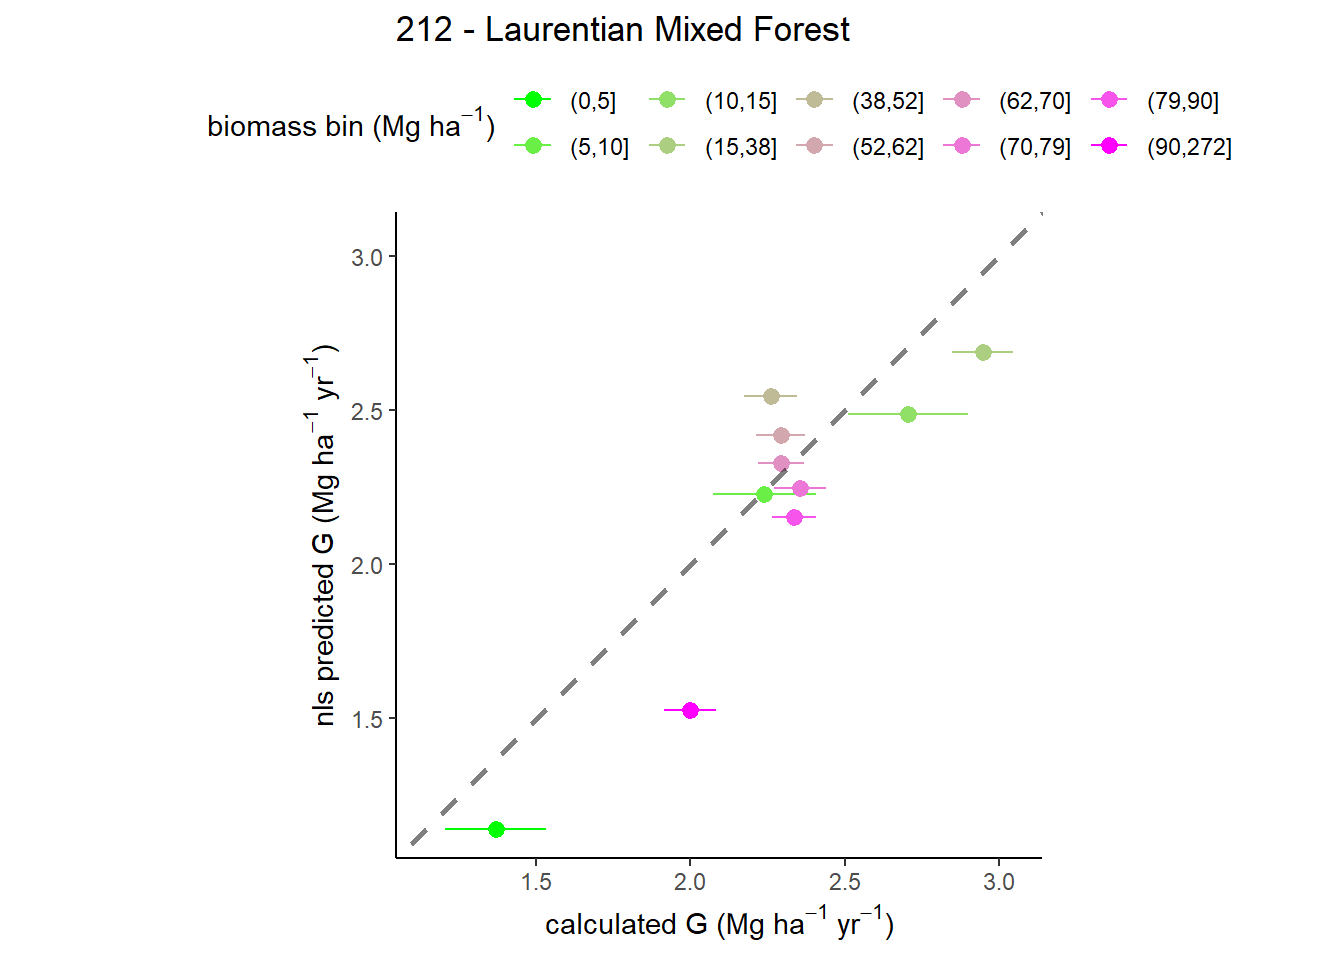 212 - Laurentian Mixed Forest
biomass bin (Mg ha⁻¹)
(0,5] (10,15] (38,52] (62,70] (79,90]
(5,10] (15,38] (52,62] (70,79] (90,272]
nls predicted G (Mg ha⁻¹ yr⁻¹)
3.0
2.5
2.0
1.5
1.5 2.0 2.5 3.0
calculated G (Mg ha⁻¹ yr⁻¹)